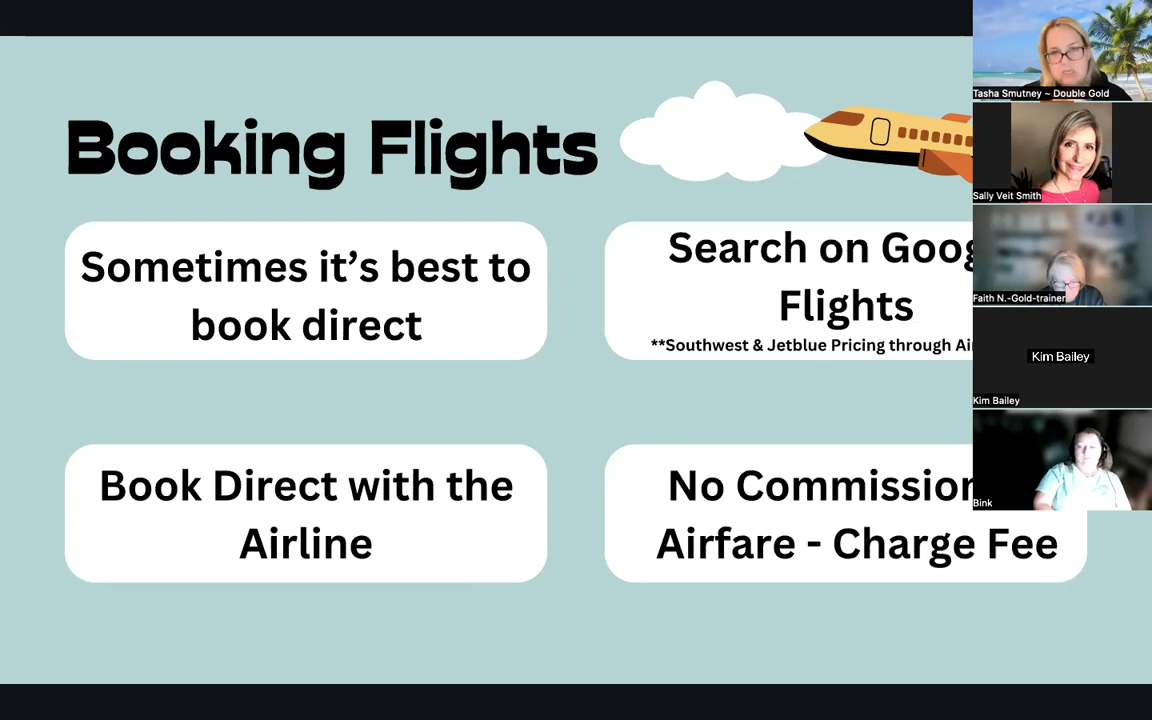 Booking Flights
Sometimes it's best to
book direct
Search on Goog
Flights
**Southwest & Jetblue Pricing through
Book Direct with the
Airline
No Commission
Airfare - Charge Fee
Tasha Smutney ~ Double Gold
Sally Veit Smith
Faith N.-Gold-trainer
Kim Bailey
Kim Bailey
Bink